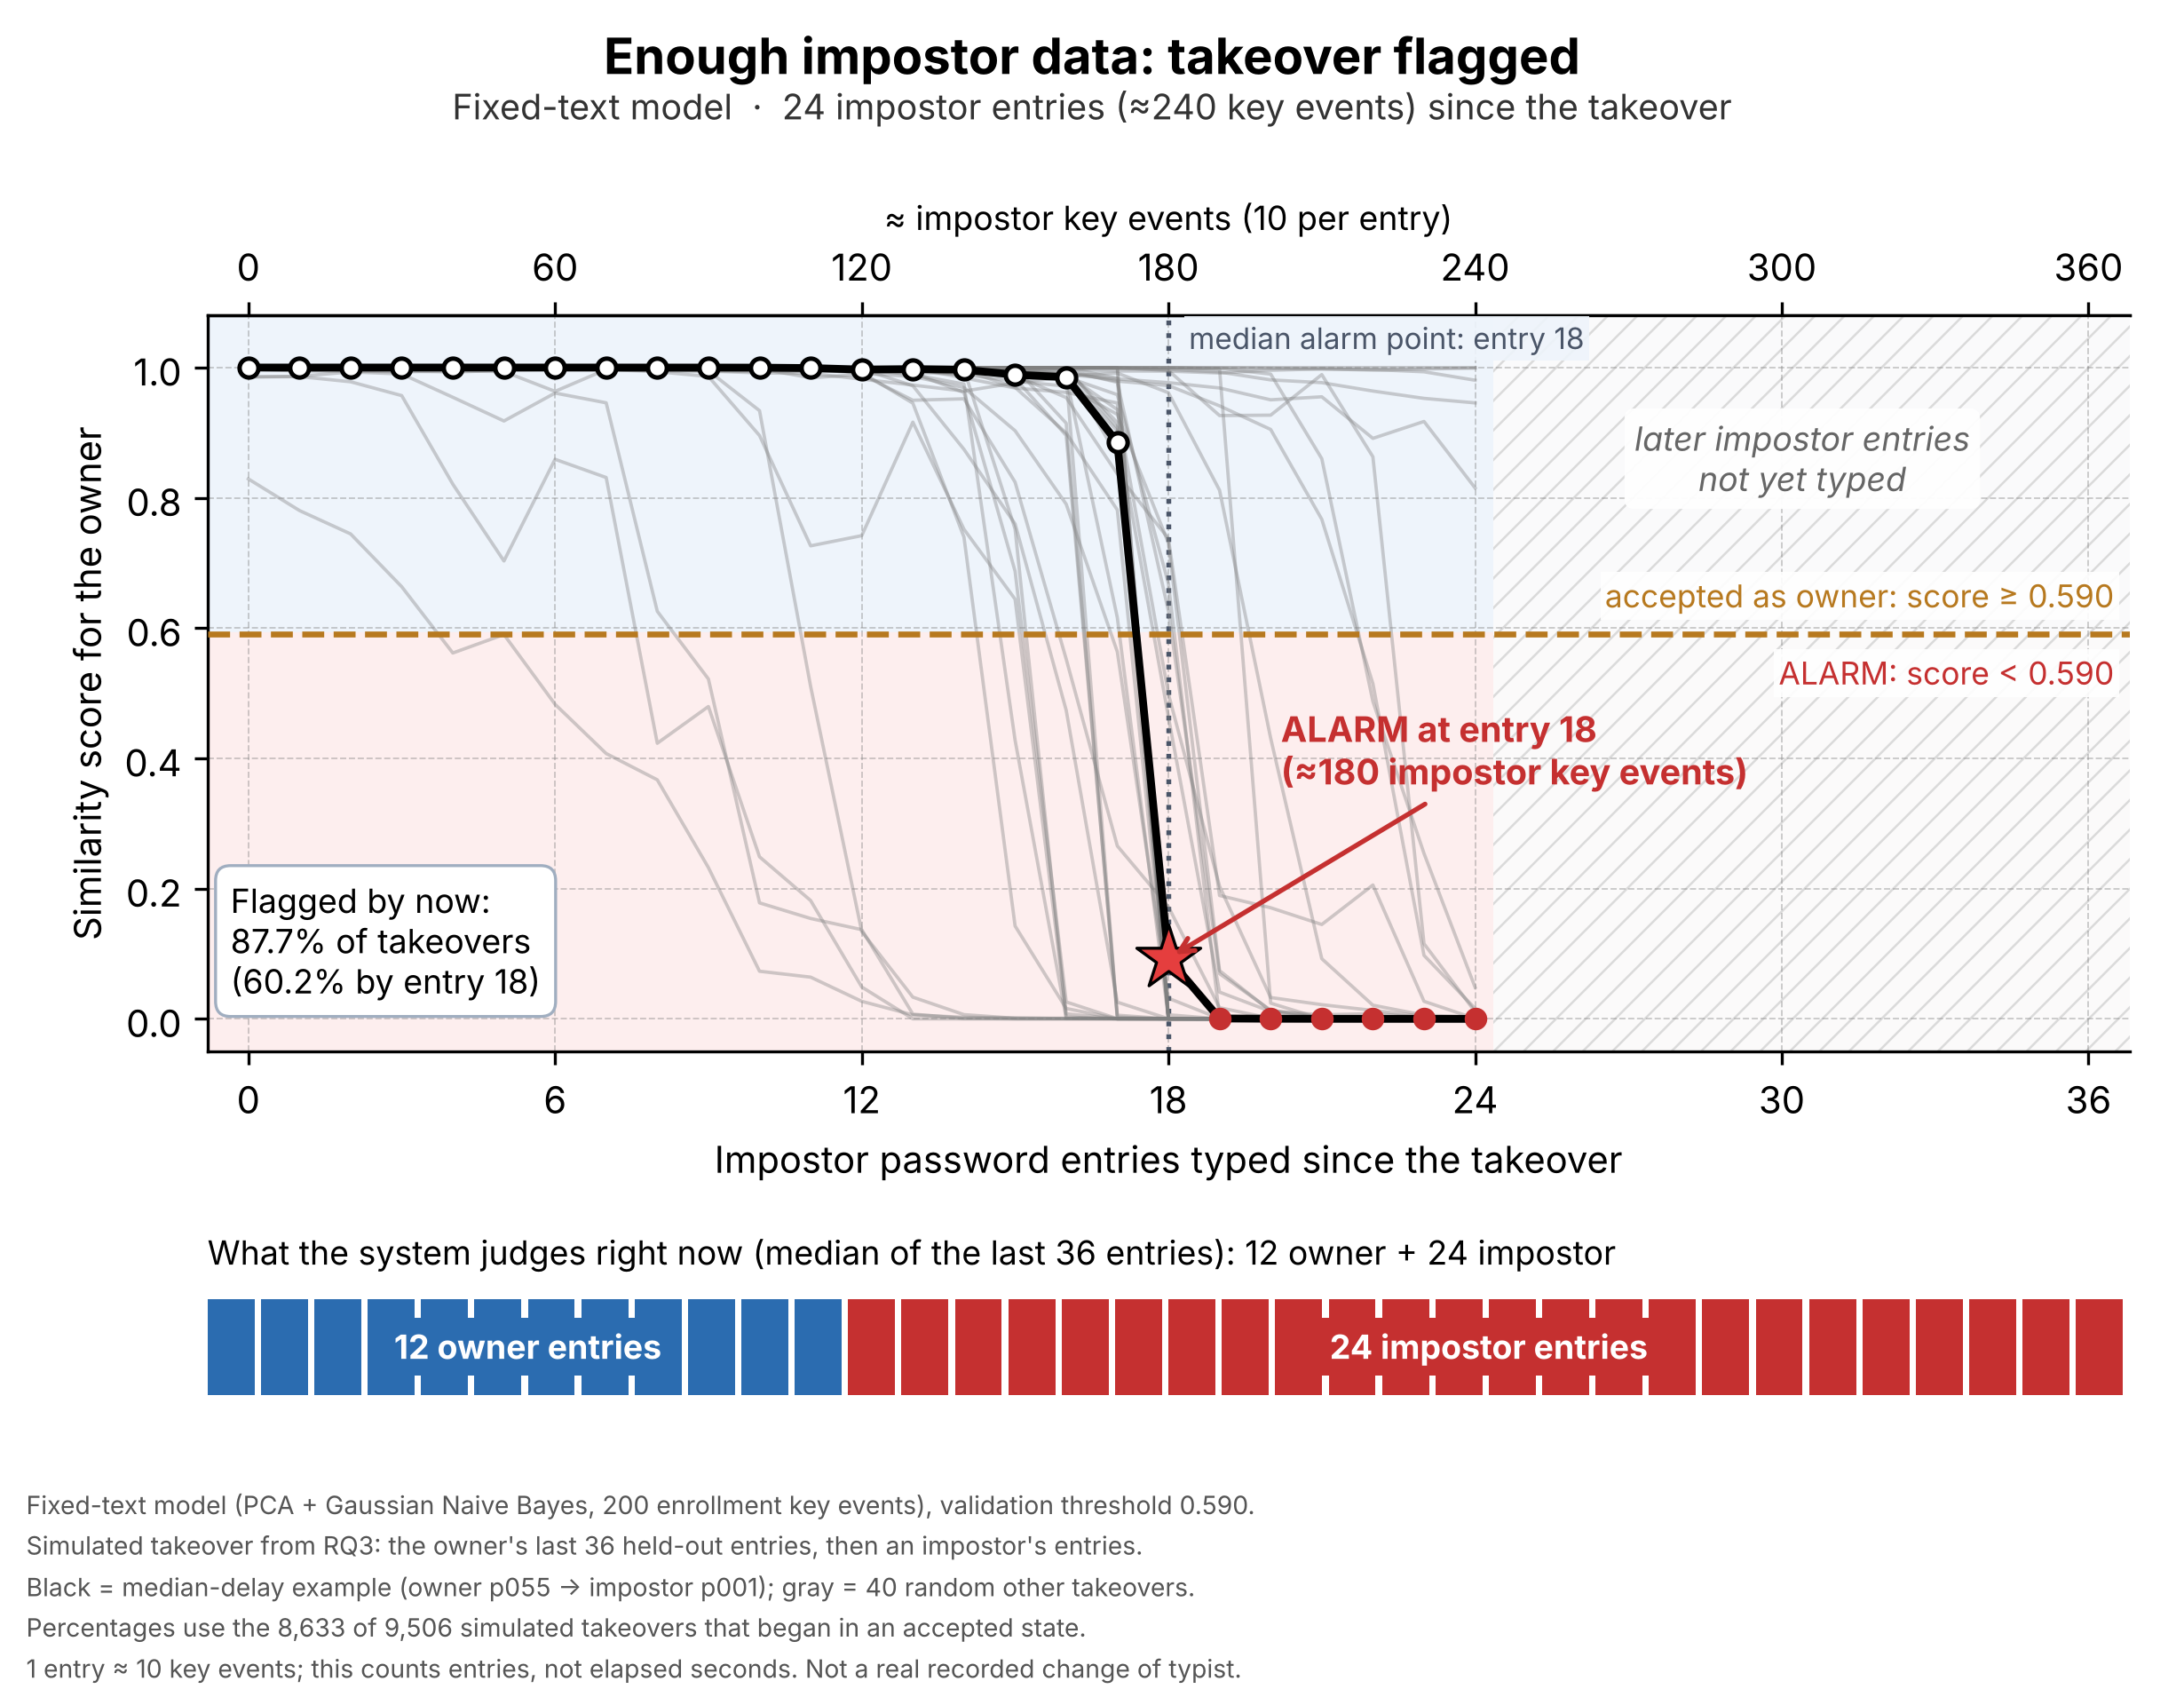 Enough impostor data: takeover flagged
Fixed-text model · 24 impostor entries (≈240 key events) since the takeover
≈ impostor key events (10 per entry)
0 60 120 180 240 300 360
median alarm point: entry 18
1.0
0.8
0.6
0.4
0.2
0.0
Similarity score for the owner
later impostor entries
not yet typed
accepted as owner: score ≥ 0.590
ALARM: score < 0.590
ALARM at entry 18
(≈180 impostor key events)
Flagged by now:
87.7% of takeovers
(60.2% by entry 18)
0 6 12 18 24 30 36
Impostor password entries typed since the takeover
What the system judges right now (median of the last 36 entries): 12 owner + 24 impostor
12 owner entries
24 impostor entries
Fixed-text model (PCA + Gaussian Naive Bayes, 200 enrollment key events), validation threshold 0.590.
Simulated takeover from RQ3: the owner's last 36 held-out entries, then an impostor's entries.
Black = median-delay example (owner p055 → impostor p001); gray = 40 random other takeovers.
Percentages use the 8,633 of 9,506 simulated takeovers that began in an accepted state.
1 entry ≈ 10 key events; this counts entries, not elapsed seconds. Not a real recorded change of typist.